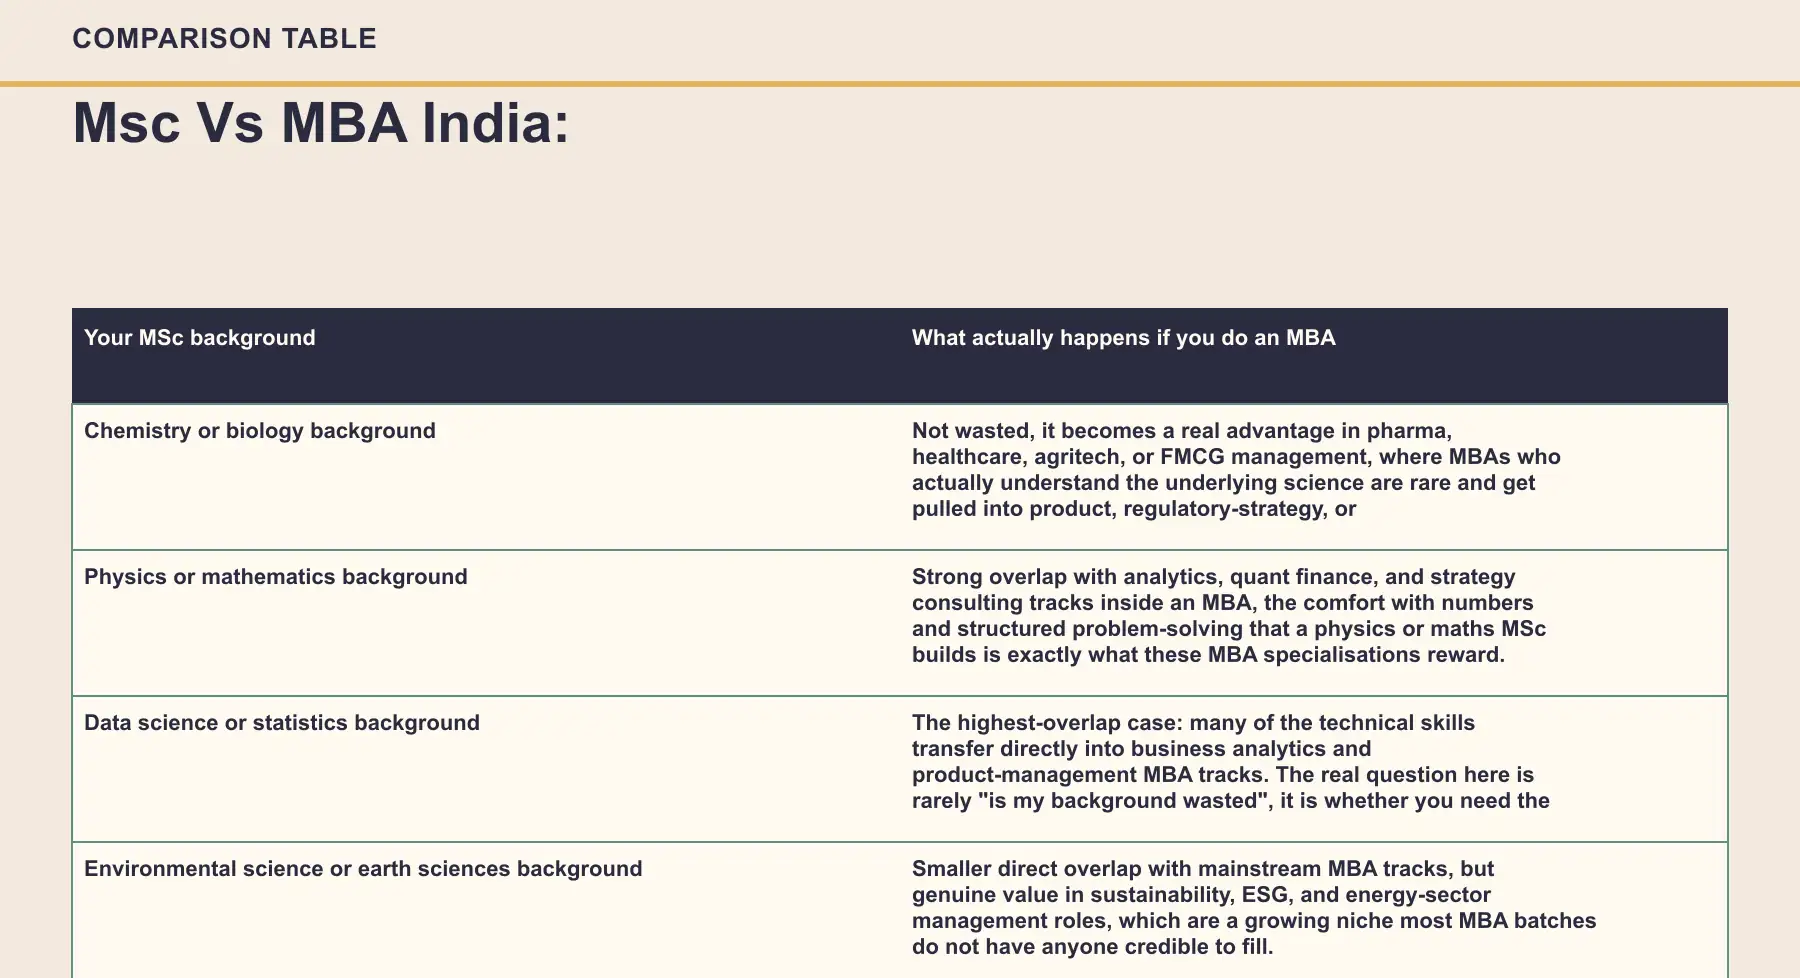 COMPARISON TABLE
Msc Vs MBA India:
Your MSc background
What actually happens if you do an MBA
Chemistry or biology background
Not wasted, it becomes a real advantage in pharma,
healthcare, agritech, or FMCG management, where MBAs who
actually understand the underlying science are rare and get
pulled into product, regulatory-strategy, or
Physics or mathematics background
Strong overlap with analytics, quant finance, and strategy
consulting tracks inside an MBA, the comfort with numbers
and structured problem-solving that a physics or maths MSc
builds is exactly what these MBA specialisations reward.
Data science or statistics background
The highest-overlap case: many of the technical skills
transfer directly into business analytics and
product-management MBA tracks. The real question here is
rarely "is my background wasted", it is whether you need the
Environmental science or earth sciences background
Smaller direct overlap with mainstream MBA tracks, but
genuine value in sustainability, ESG, and energy-sector
management roles, which are a growing niche most MBA batches
do not have anyone credible to fill.